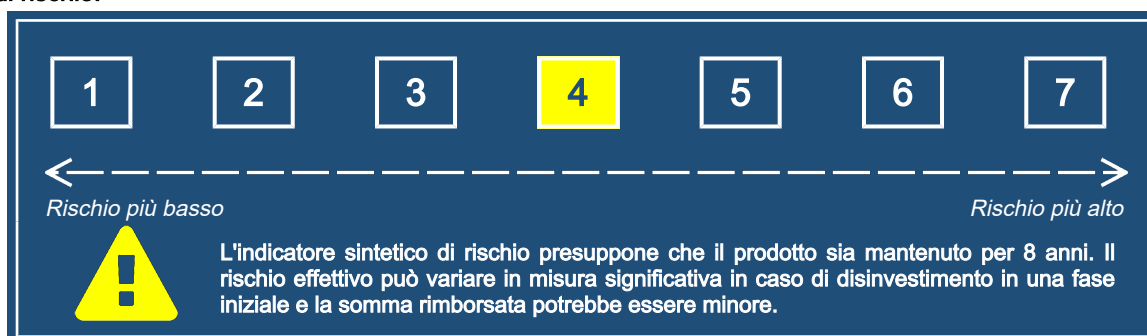 di rischio:
1 2 3 4 5 6 7
Rischio più basso Rischio più alto
L'indicatore sintetico di rischio presuppone che il prodotto sia mantenuto per 8 anni. Il
rischio effettivo può variare in misura significativa in caso di disinvestimento in una fase
iniziale e la somma rimborsata potrebbe essere minore.